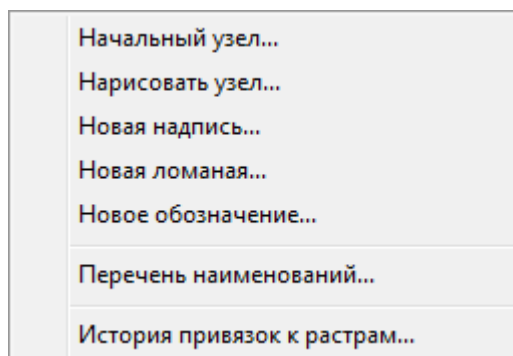 Начальный узел...
Нарисовать узел...
Новая надпись...
Новая ломаная...
Новое обозначение...
Перечень наименований...
История привязок к растрам...